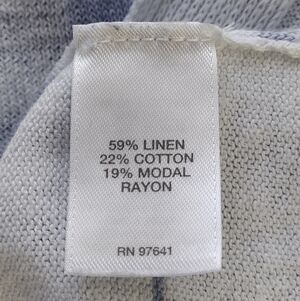 59% LINEN
22% COTTON
19% MODAL
RAYON
RN 97641